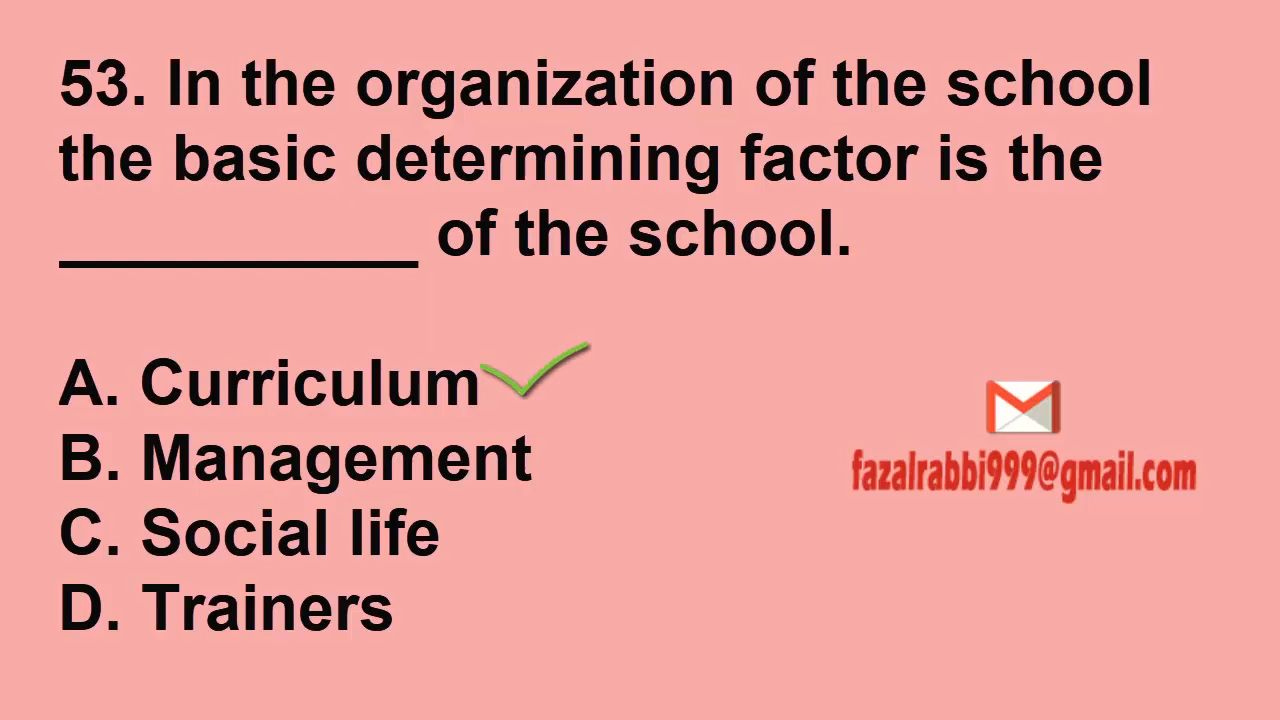 53. In the organization of the school
the basic determining factor is the
___________ of the school.
A. Curriculum
B. Management
C. Social life
D. Trainers
fazalrabbi999@gmail.com